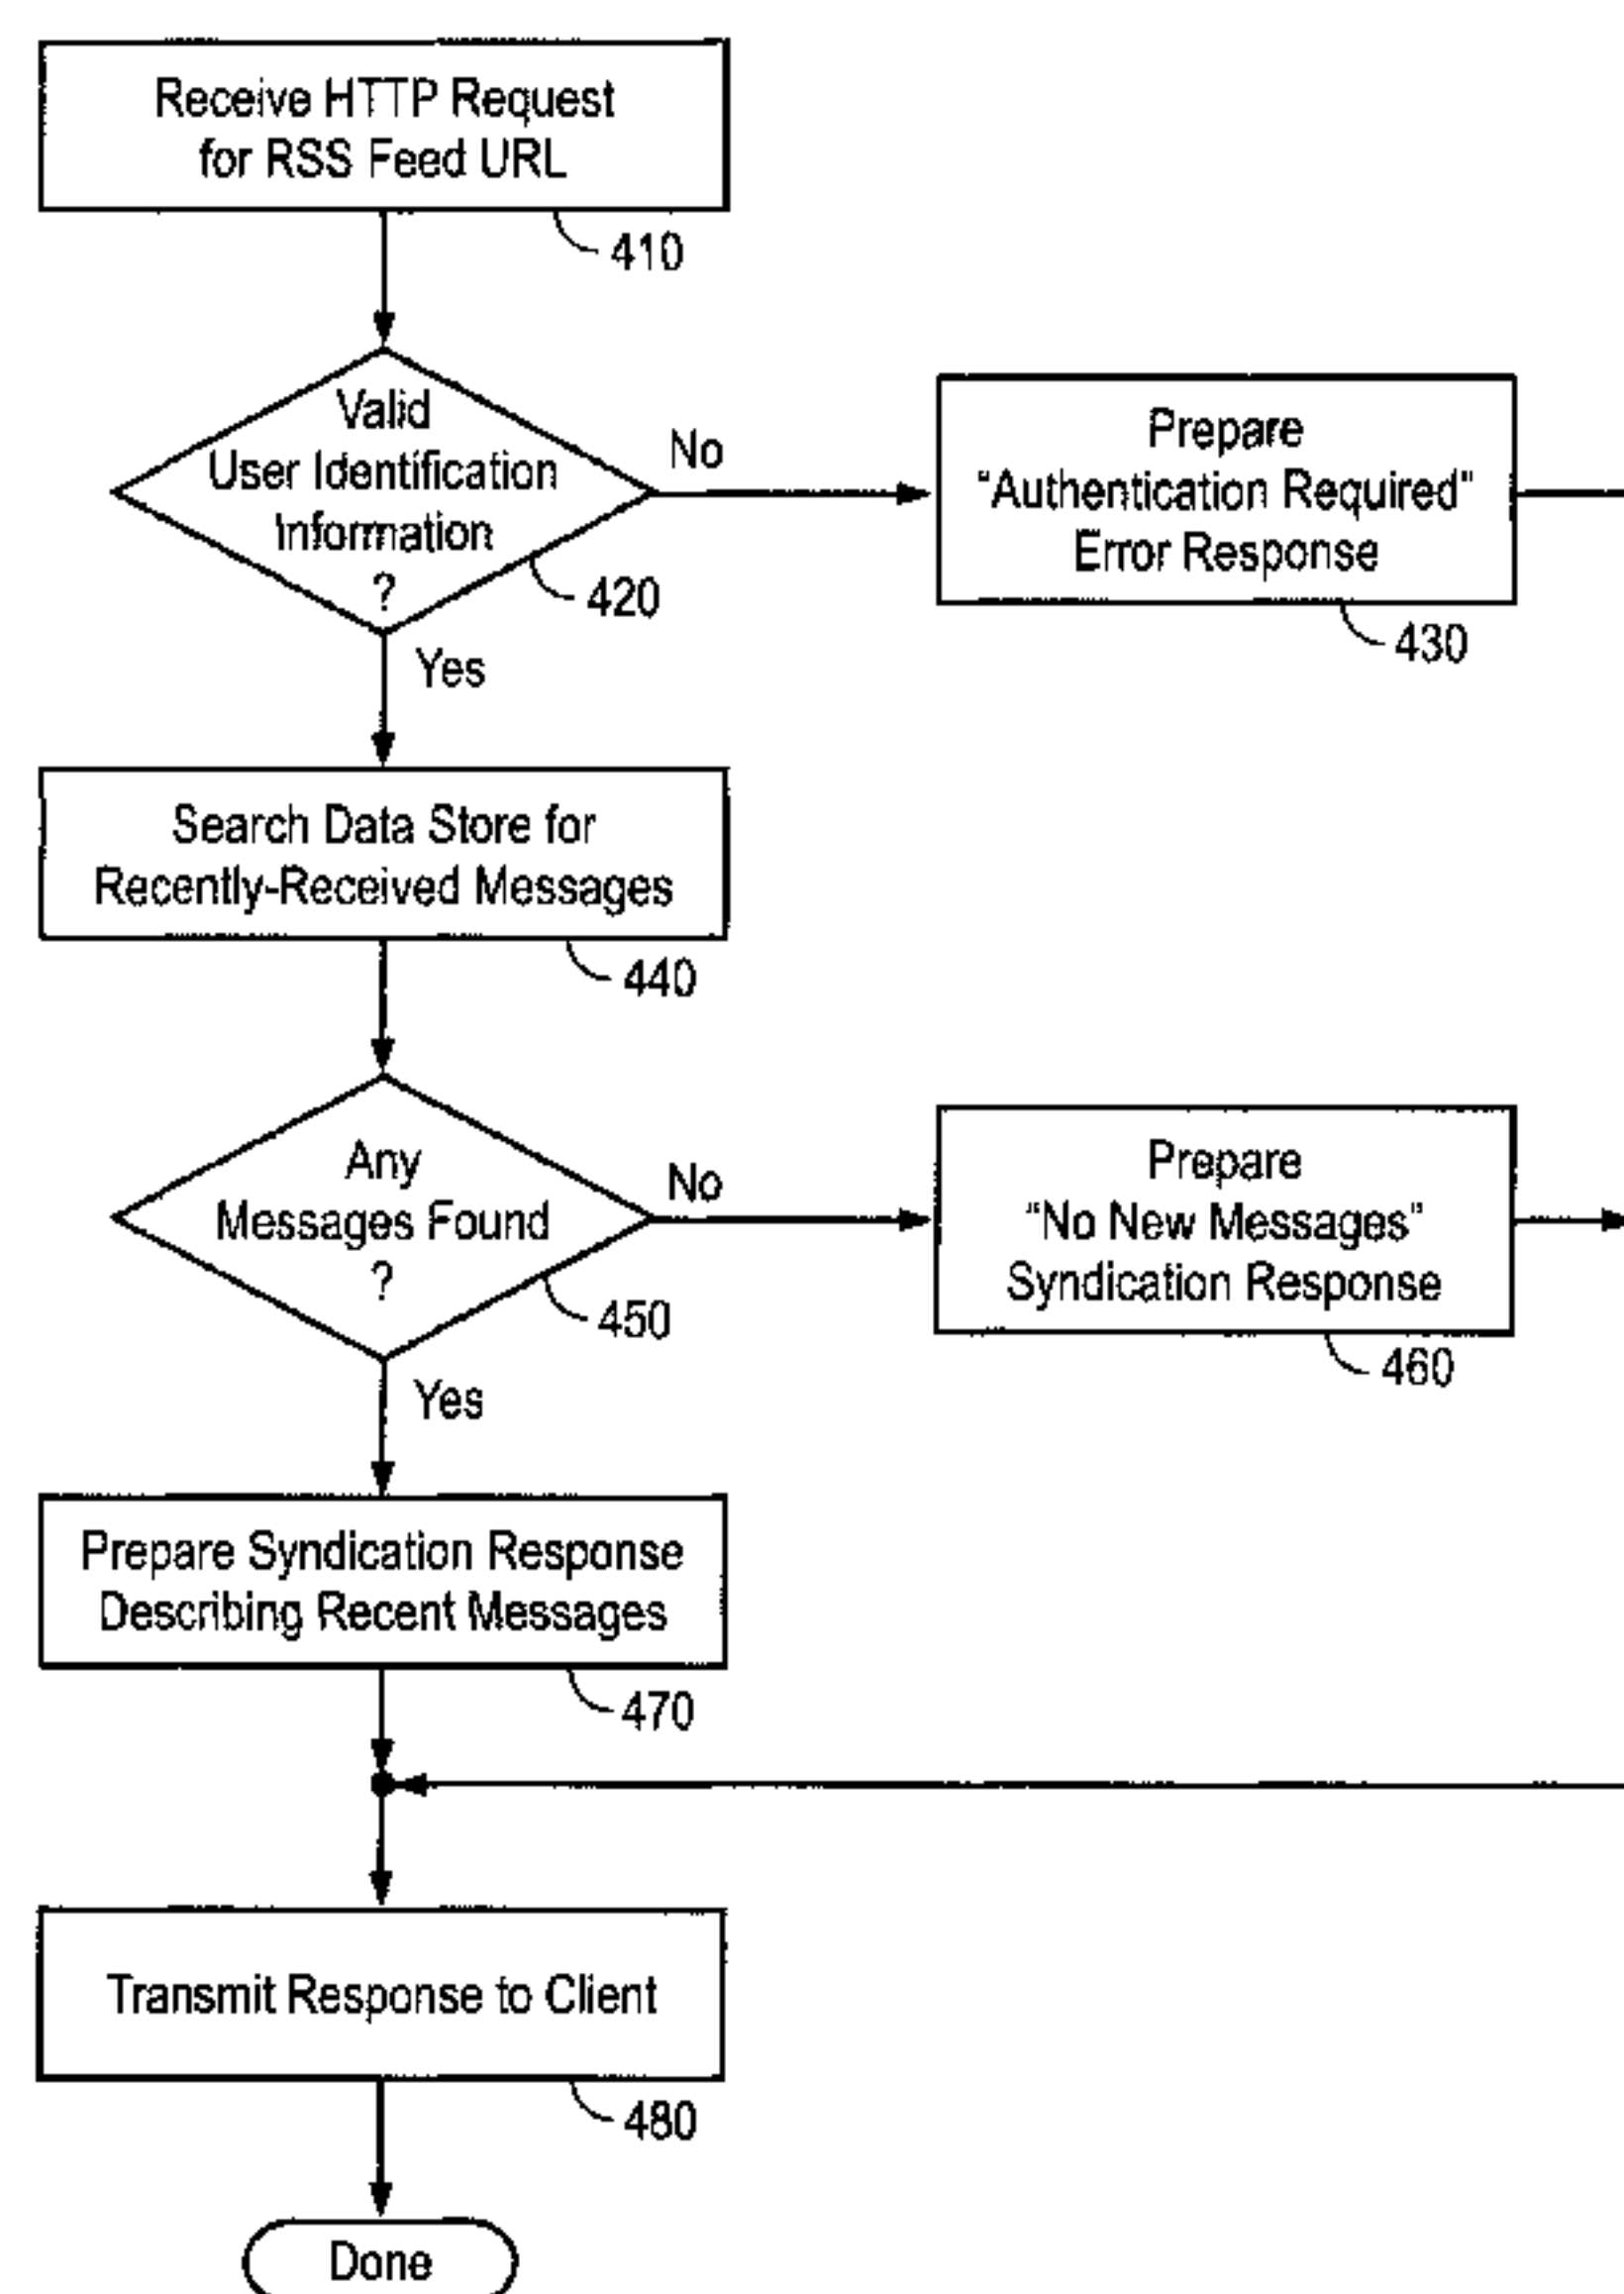 Receive HTTP Request
for RSS Feed URL
410
Valid
User Identification
Information
?
420
No
Prepare
"Authentication Required"
Error Response
430
Yes
Search Data Store for
Recently-Received Messages
440
Any
Messages Found
?
450
No
Prepare
"No New Messages"
Syndication Response
460
Yes
Prepare Syndication Response
Describing Recent Messages
470
Transmit Response to Client
480
Done